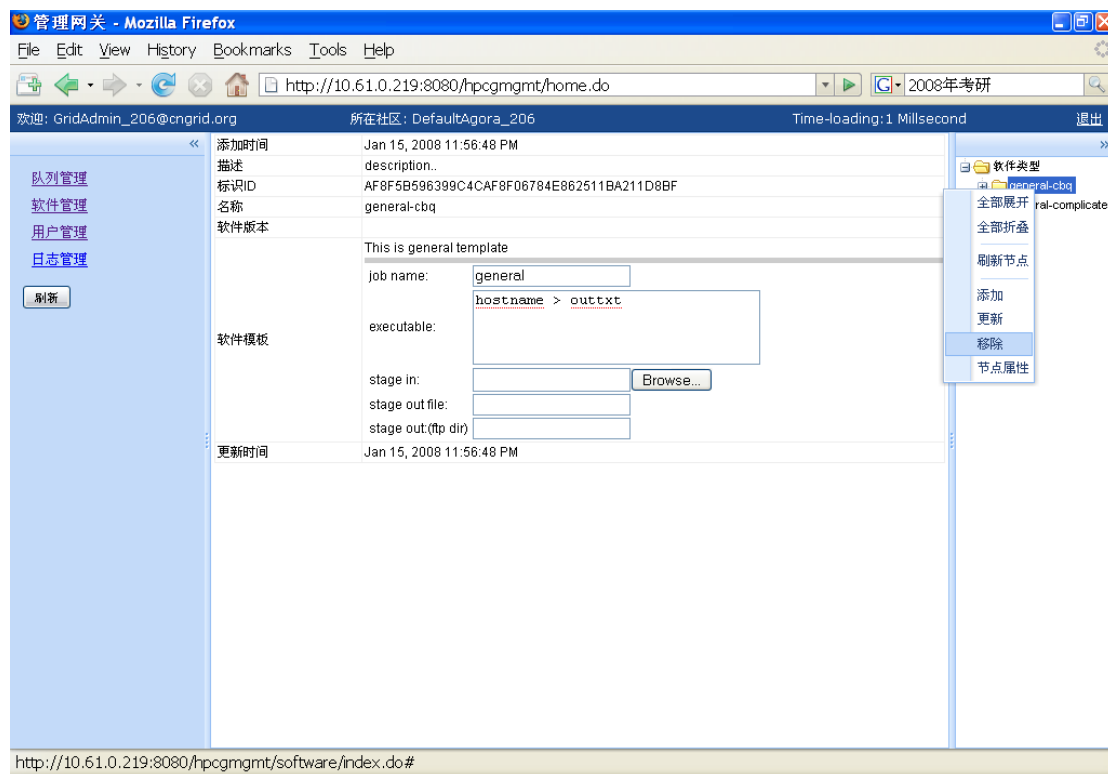 管理网关 - Mozilla Firefox
File Edit View History Bookmarks Tools Help
http://10.61.0.219:8080/hpcgmgmt/home.do
G 2008年考研
欢迎: GridAdmin_206@cngrid.org 所在社区: DefaultAgora_206 Time-loading:1 Millsecond 退出
«
队列管理
软件管理
用户管理
日志管理
刷新
添加时间 Jan 15, 2008 11:56:48 PM
描述 description..
标识ID AF8F5B596399C4CAF8F06784E862511BA211D8BF
名称 general-cbq
软件版本
软件模板
This is general template
job name: general
executable: hostname > outtxt
stage in: Browse...
stage out file:
stage out:(ftp dir)
更新时间 Jan 15, 2008 11:56:48 PM
»
软件类型
general-cbq
ral-complicate
全部展开
全部折叠
刷新节点
添加
更新
移除
节点属性
http://10.61.0.219:8080/hpcgmgmt/software/index.do#